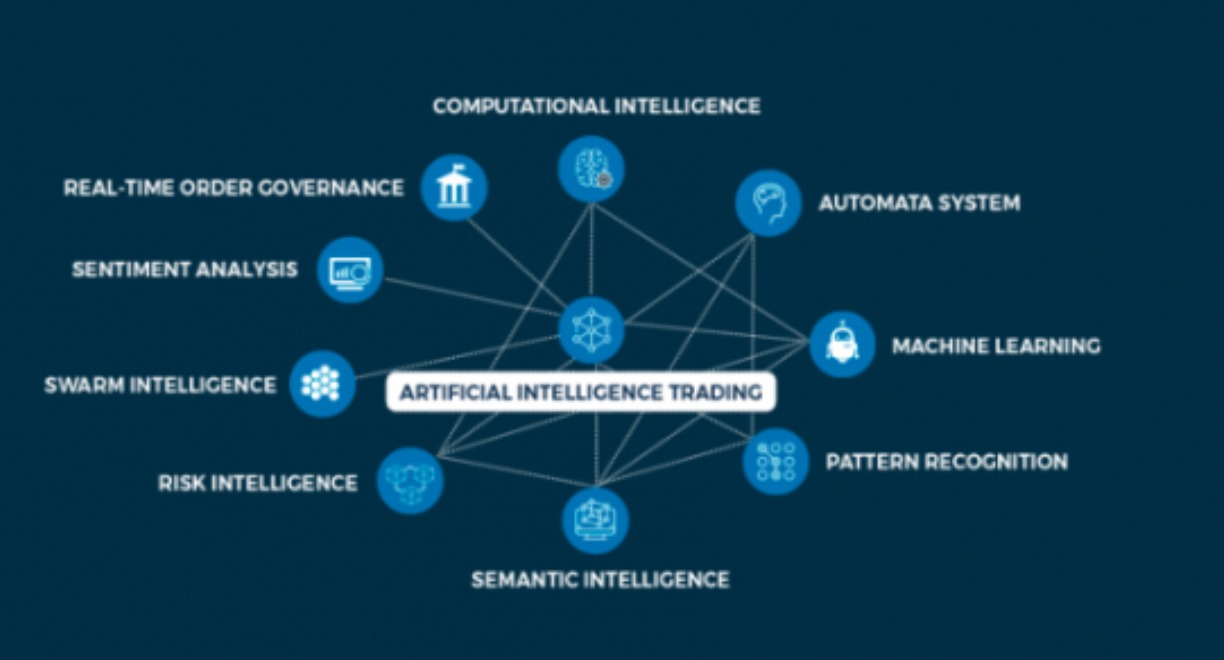 COMPUTATIONAL INTELLIGENCE
REAL-TIME ORDER GOVERNANCE
AUTOMATA SYSTEM
SENTIMENT ANALYSIS
MACHINE LEARNING
SWARM INTELLIGENCE
ARTIFICIAL INTELLIGENCE TRADING
PATTERN RECOGNITION
RISK INTELLIGENCE
SEMANTIC INTELLIGENCE